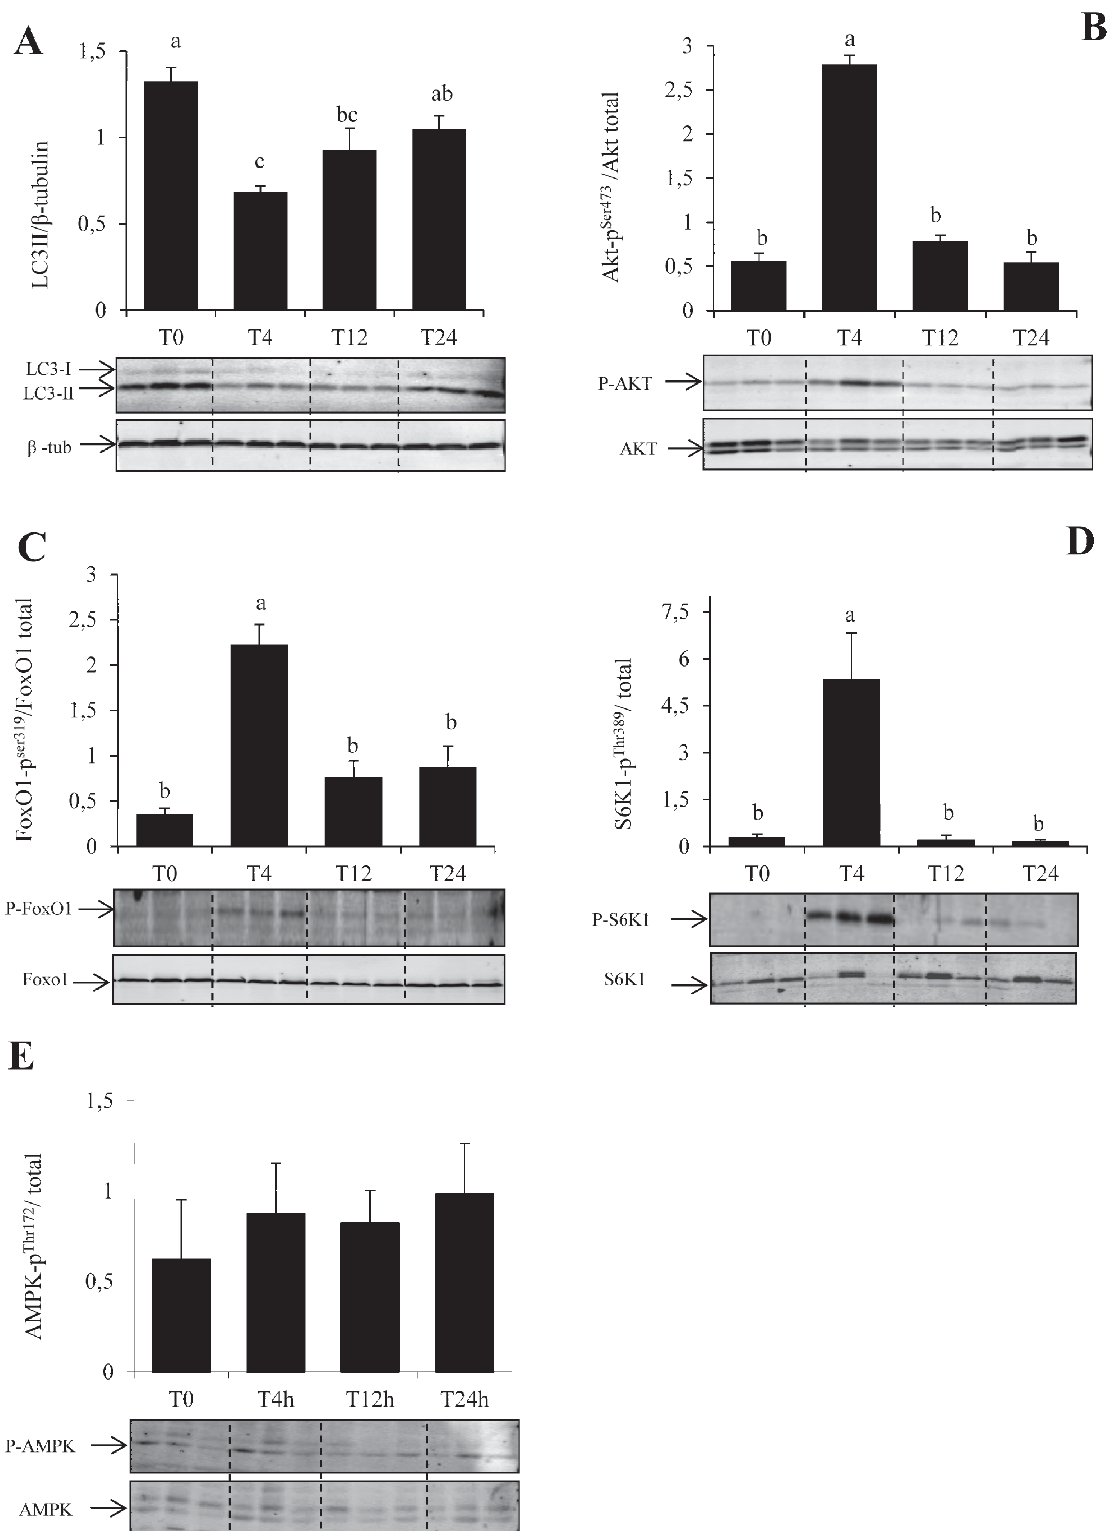 A
B
a
1,5
1
0,5
0
c
bc
ab
LC3II/β-tubulin
T0 T4 T12 T24
LC3-I
LC3-II
β -tub
a
3
2,5
2
1,5
1
0,5
0
b
b
b
Akt-pSer473 /Akt total
T0 T4 T12 T24
P-AKT
AKT
C
D
3
2,5
2
1,5
1
0,5
0
a
b
b
b
FoxO1-pser319/FoxO1 total
T0 T4 T12 T24
P-FoxO1
Foxo1
7,5
6
4,5
3
1,5
0
a
b
b
b
S6K1-pThr389/ total
T0 T4 T12 T24
P-S6K1
S6K1
E
1,5
1
0,5
0
AMPK-pThr172/ total
T0 T4h T12h T24h
P-AMPK
AMPK